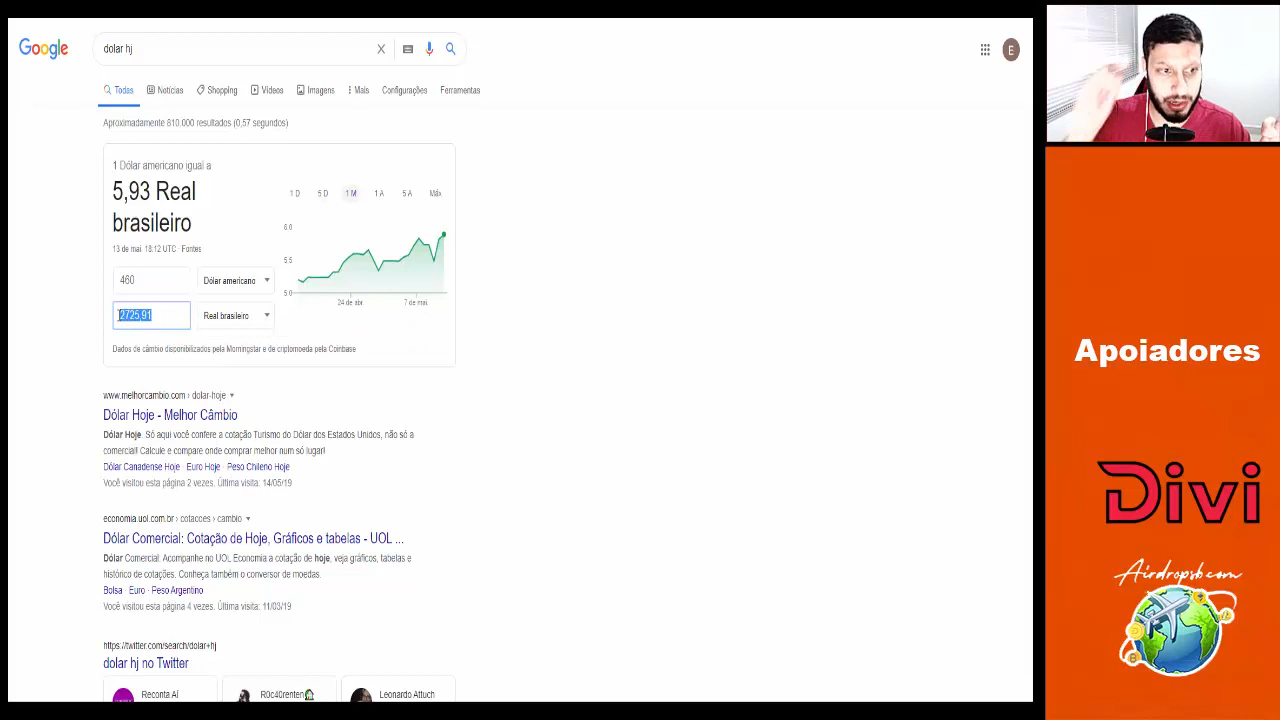 Google
dolar hj
E
Todas
Notícias
Shopping
Vídeos
Imagens
Mais
Configurações
Ferramentas
Aproximadamente 810.000 resultados (0,57 segundos)
1 Dólar americano igual a
5,93 Real
brasileiro
13 de mai. 18:12 UTC · Fontes
1 D
5 D
1 M
1 A
5 A
Máx
6.0
5.5
5.0
24 de abr
7 de mai.
460
Dólar americano
2725,91
Real brasileiro
Dados de câmbio disponibilizados pela Morningstar e de criptomoeda pela Coinbase
www.melhorcambio.com › dolar-hoje
Dólar Hoje - Melhor Câmbio
Dólar Hoje. Só aqui você confere a cotação Turismo do Dólar dos Estados Unidos, não só a
comercial! Calcule e compare onde comprar melhor num só lugar!
Dólar Canadense Hoje · Euro Hoje · Peso Chileno Hoje
Você visitou esta página 2 vezes. Última visita: 14/05/19
economia.uol.com.br › cotacoes › cambio
Dólar Comercial: Cotação de Hoje, Gráficos e tabelas - UOL ...
Dólar Comercial: Acompanhe no UOL Economia a cotação de hoje, veja gráficos, tabelas e
histórico de cotações. Conheça também o conversor de moedas.
Bolsa · Euro · Peso Argentino
Você visitou esta página 4 vezes. Última visita: 11/03/19
https://twitter.com/search/dolar+hj
dolar hj no Twitter
Reconta Aí
R0c40renten
Leonardo Attuch
Apoiadores
Divi
Airdropsb.com